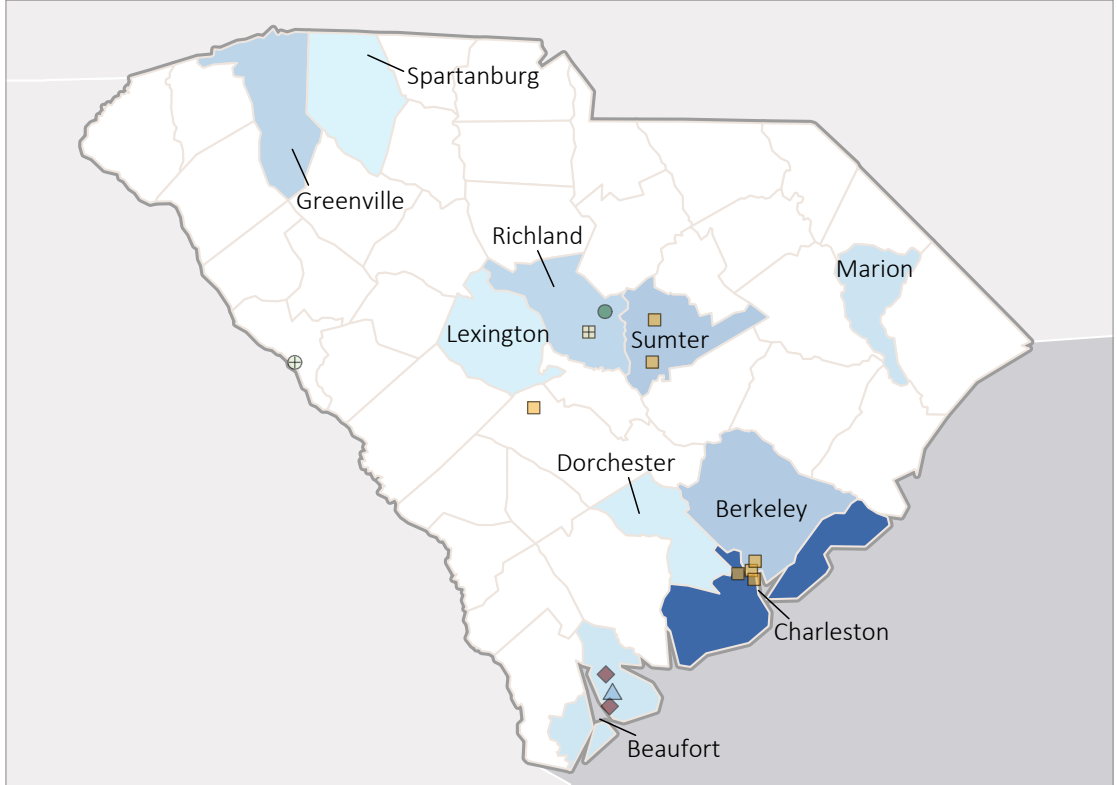 Spartanburg
Greenville
Richland
Marion
Lexington
Sumter
Dorchester
Berkeley
Charleston
Beaufort